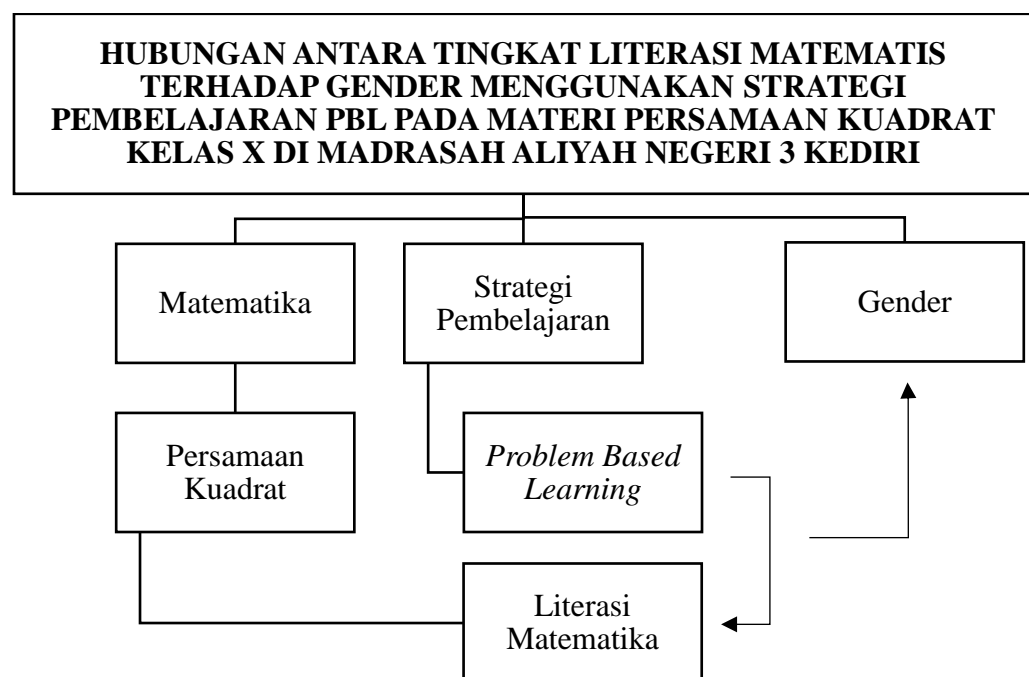 HUBUNGAN ANTARA TINGKAT LITERASI MATEMATIS
TERHADAP GENDER MENGGUNAKAN STRATEGI
PEMBELAJARAN PBL PADA MATERI PERSAMAAN KUADRAT
KELAS X DI MADRASAH ALIYAH NEGERI 3 KEDIRI
Matematika
Strategi
Pembelajaran
Gender
Persamaan
Kuadrat
Problem Based
Learning
Literasi
Matematika